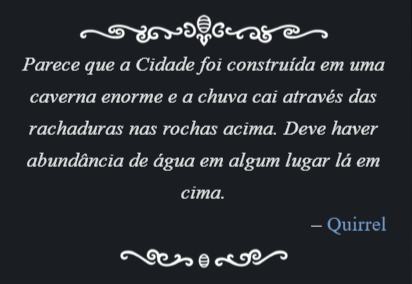 Parece que a Cidade foi construída em uma
caverna enorme e a chuva cai através das
rachaduras nas rochas acima. Deve haver
abundância de água em algum lugar lá em
cima.
– Quirrel